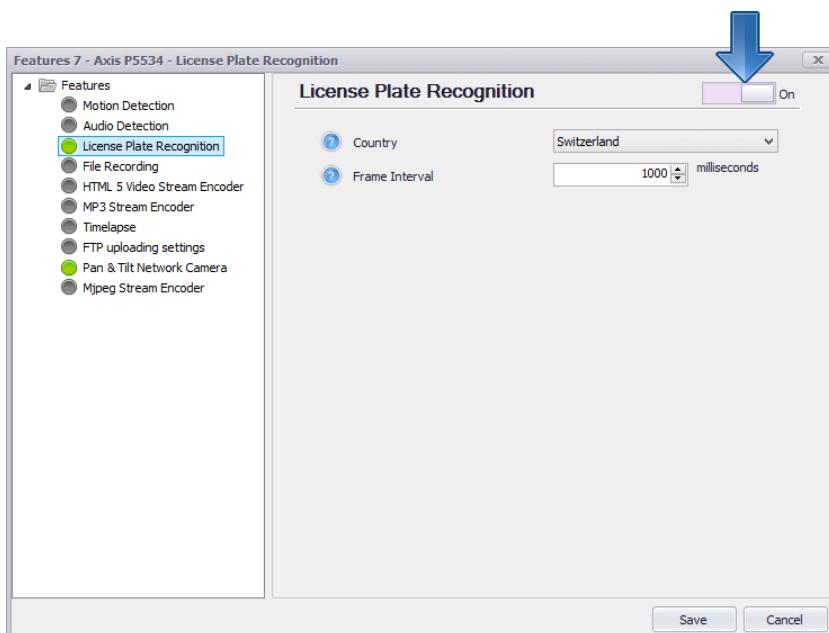 Features 7 - Axis P5534 - License Plate Recognition
Features
Motion Detection
Audio Detection
License Plate Recognition
File Recording
HTML 5 Video Stream Encoder
MP3 Stream Encoder
Timelapse
FTP uploading settings
Pan & Tilt Network Camera
Mjpeg Stream Encoder
License Plate Recognition
On
Country
Switzerland
Frame Interval
1000 milliseconds
Save
Cancel